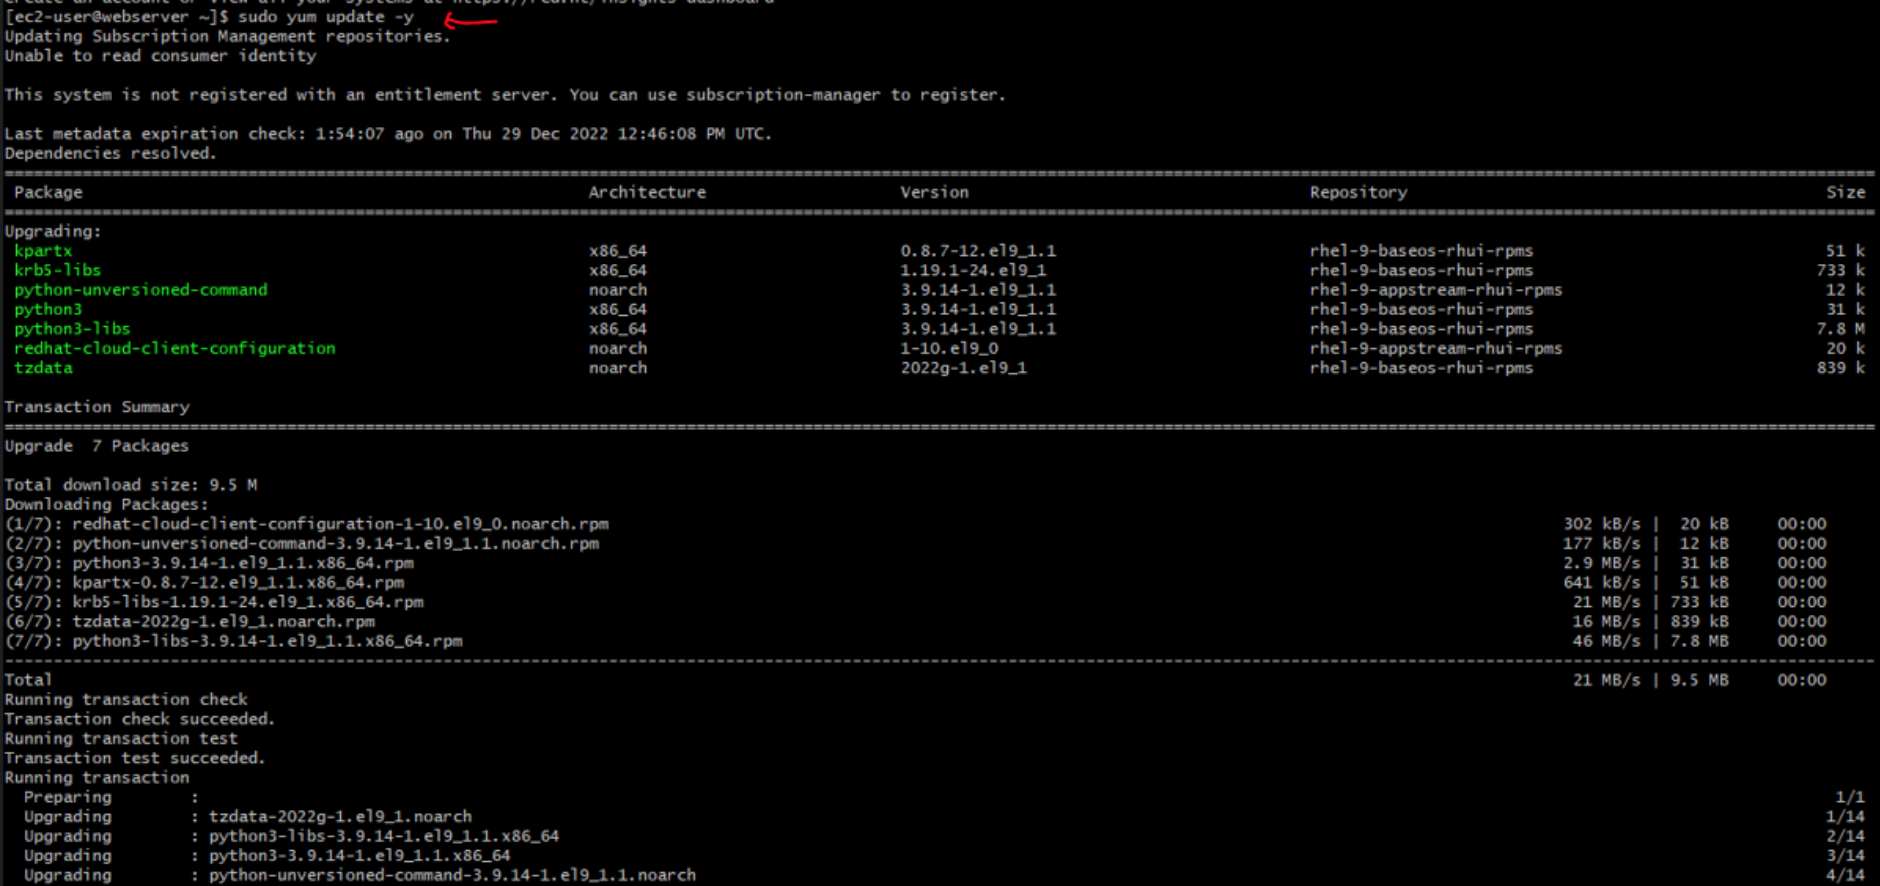 [ec2-user@webserver ~]$ sudo yum update -y
Updating Subscription Management repositories.
Unable to read consumer identity
This system is not registered with an entitlement server. You can use subscription-manager to register.
Last metadata expiration check: 1:54:07 ago on Thu 29 Dec 2022 12:46:08 PM UTC.
Dependencies resolved.
Package Architecture Version Repository Size
Upgrading:
kpartx x86_64 0.8.7-12.el9_1.1 rhel-9-baseos-rhui-rpms 51 k
krb5-libs x86_64 1.19.1-24.el9_1 rhel-9-baseos-rhui-rpms 733 k
python-unversioned-command noarch 3.9.14-1.el9_1.1 rhel-9-appstream-rhui-rpms 12 k
python3 x86_64 3.9.14-1.el9_1.1 rhel-9-baseos-rhui-rpms 31 k
python3-libs x86_64 3.9.14-1.el9_1.1 rhel-9-baseos-rhui-rpms 7.8 M
redhat-cloud-client-configuration noarch 1-10.el9_0 rhel-9-appstream-rhui-rpms 20 k
tzdata noarch 2022g-1.el9_1 rhel-9-baseos-rhui-rpms 839 k
Transaction Summary
Upgrade 7 Packages
Total download size: 9.5 M
Downloading Packages:
(1/7): redhat-cloud-client-configuration-1-10.el9_0.noarch.rpm 302 kB/s | 20 kB 00:00
(2/7): python-unversioned-command-3.9.14-1.el9_1.1.noarch.rpm 177 kB/s | 12 kB 00:00
(3/7): python3-3.9.14-1.el9_1.1.x86_64.rpm 2.9 MB/s | 31 kB 00:00
(4/7): kpartx-0.8.7-12.el9_1.1.x86_64.rpm 641 kB/s | 51 kB 00:00
(5/7): krb5-libs-1.19.1-24.el9_1.x86_64.rpm 21 MB/s | 733 kB 00:00
(6/7): tzdata-2022g-1.el9_1.noarch.rpm 16 MB/s | 839 kB 00:00
(7/7): python3-libs-3.9.14-1.el9_1.1.x86_64.rpm 46 MB/s | 7.8 MB 00:00
Total 21 MB/s | 9.5 MB 00:00
Running transaction check
Transaction check succeeded.
Running transaction test
Transaction test succeeded.
Running transaction
Preparing : 1/1
Upgrading : tzdata-2022g-1.el9_1.noarch 1/14
Upgrading : python3-libs-3.9.14-1.el9_1.1.x86_64 2/14
Upgrading : python3-3.9.14-1.el9_1.1.x86_64 3/14
Upgrading : python-unversioned-command-3.9.14-1.el9_1.1.noarch 4/14